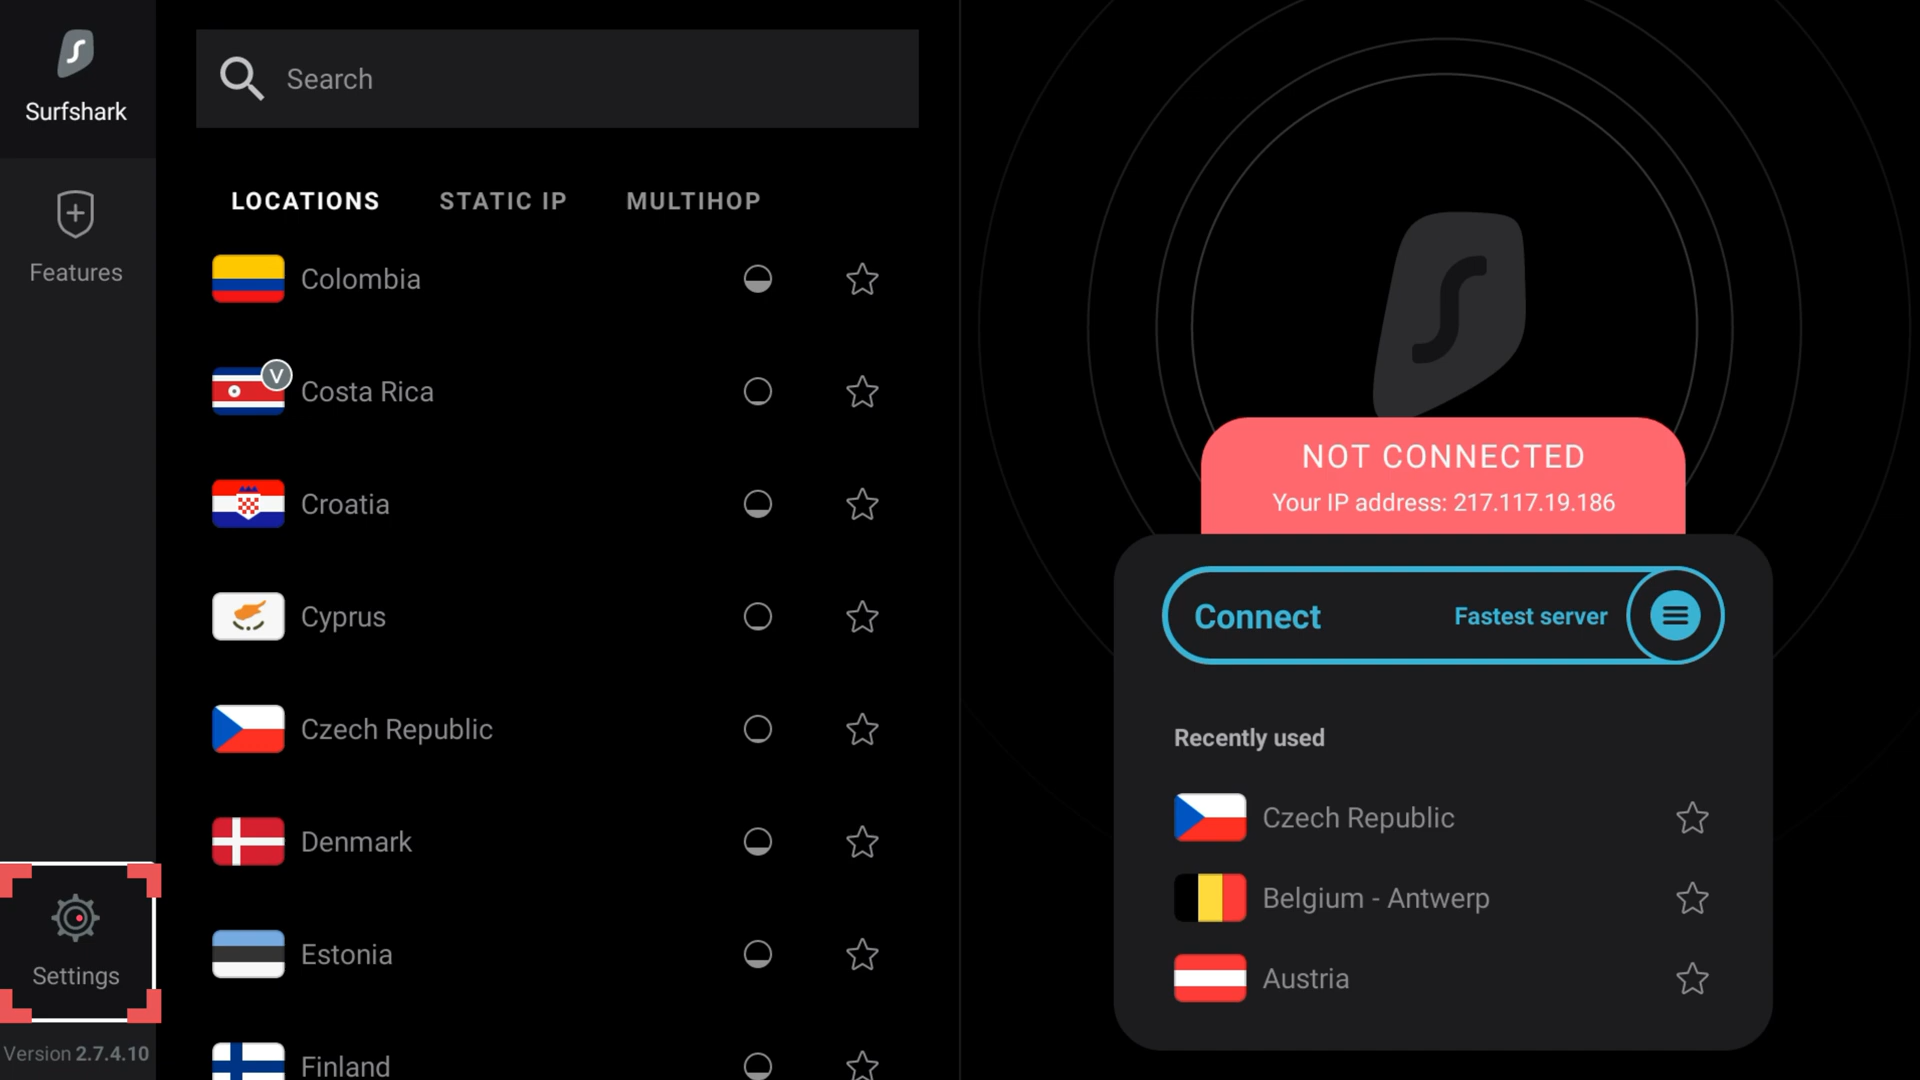 Surfshark
Features
Settings
Version 2.7.4.10
Search
LOCATIONS STATIC IP MULTIHOP
Colombia
V
Costa Rica
Croatia
Cyprus
Czech Republic
Denmark
Estonia
Finland
NOT CONNECTED
Your IP address: 217.117.19.186
Connect Fastest server
Recently used
Czech Republic
Belgium - Antwerp
Austria